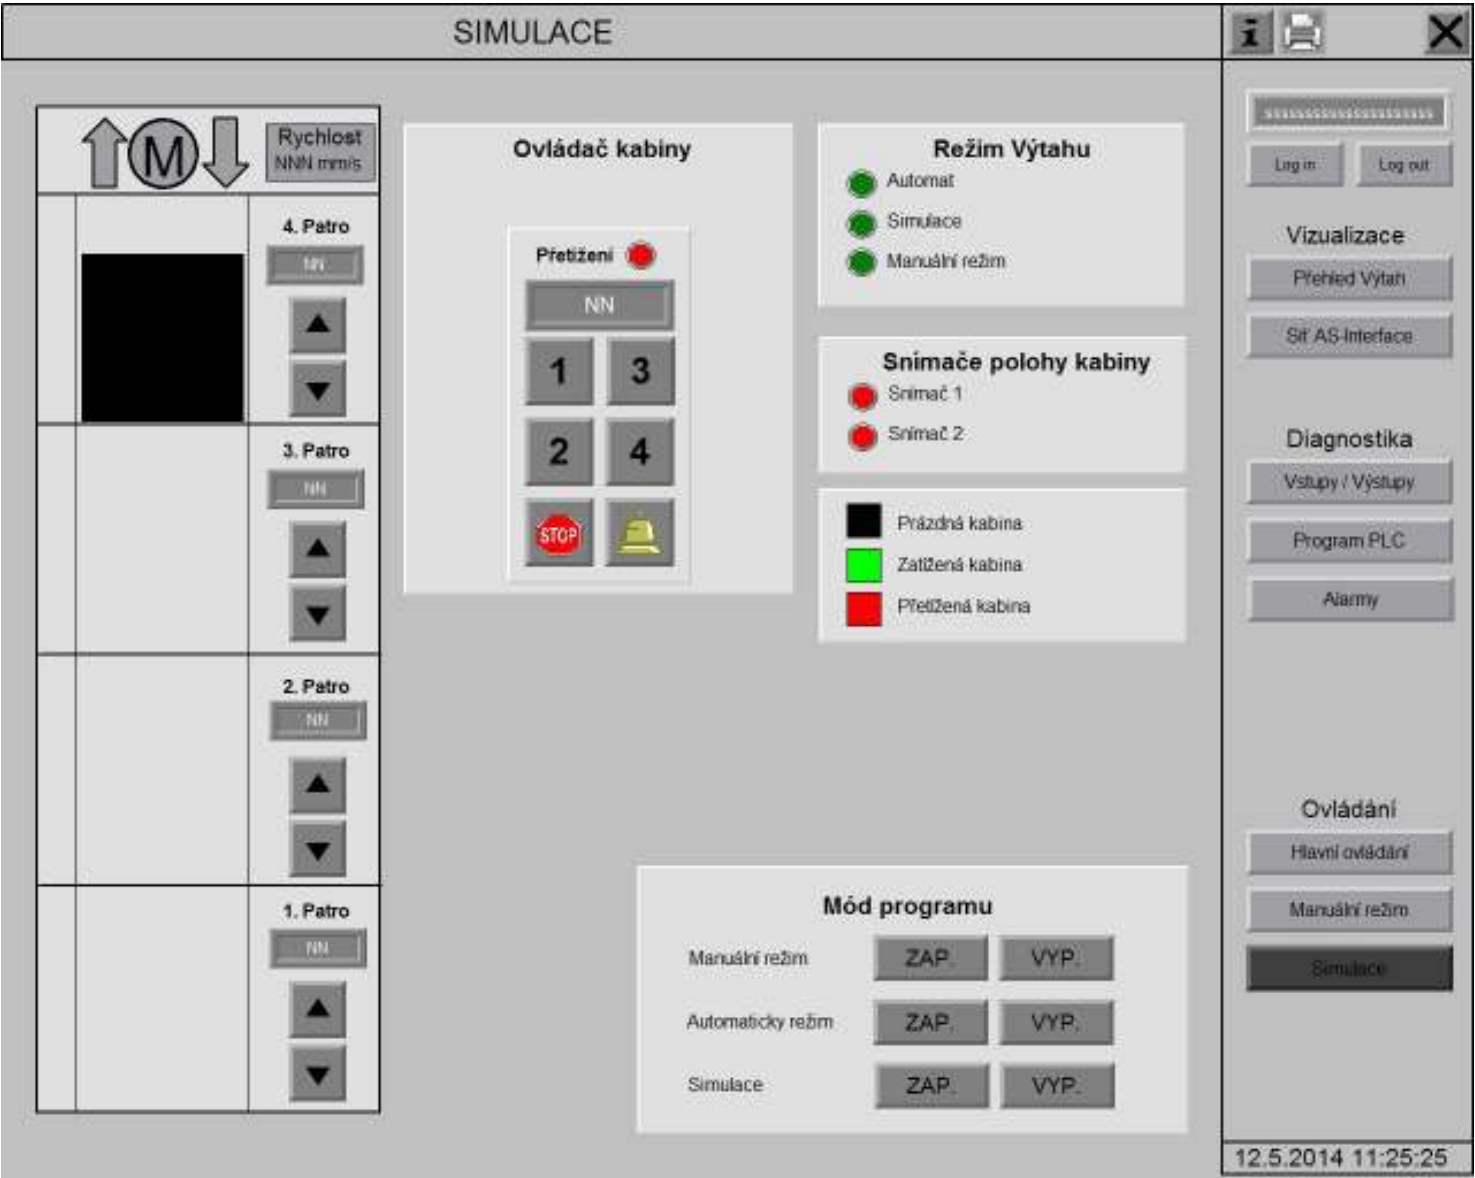 SIMULACE
M
Rychlost
NNN mm/s
4. Patro
NN
3. Patro
NN
2. Patro
NN
1. Patro
NN
Ovládač kabiny
Přetižení
NN
1 3
2 4
STOP
Režim Výtahu
Automat
Simulace
Manuální režim
Snímače polohy kabiny
Snímač 1
Snímač 2
Prázdná kabina
Zatížená kabina
Přetížená kabina
Mód programu
Manuální režim ZAP. VYP.
Automaticky režim ZAP. VYP.
Simulace ZAP. VYP.
i
Log in Log out
Vizualizace
Přehled Výtah
Síť AS-Interface
Diagnostika
Vstupy / Výstupy
Program PLC
Alarmy
Ovládání
Hlavní ovládání
Manuální režim
Simulace
12.5.2014 11:25:25